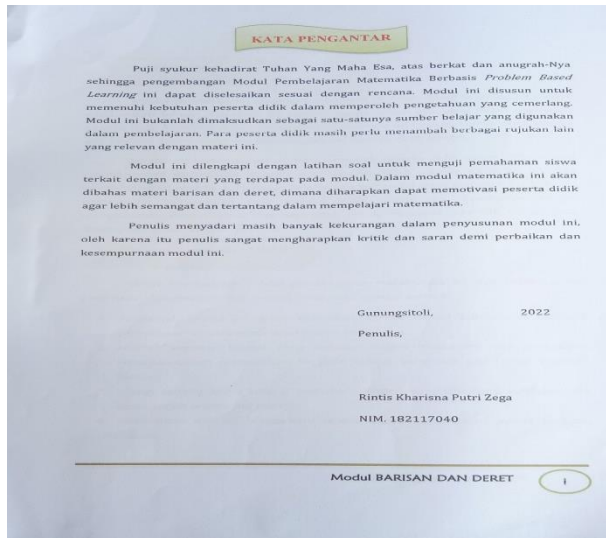 KATA PENGANTAR
Puji syukur kehadirat Tuhan Yang Maha Esa, atas berkat dan anugrah-Nya
sehingga pengembangan Modul Pembelajaran Matematika Berbasis Problem Based
Learning ini dapat diselesaikan sesuai dengan rencana. Modul ini disusun untuk
memenuhi kebutuhan peserta didik dalam memperoleh pengetahuan yang cemerlang.
Modul ini bukanlah dimaksudkan sebagai satu-satunya sumber belajar yang digunakan
dalam pembelajaran. Para peserta didik masih perlu menambah berbagai rujukan lain
yang relevan dengan materi ini.
Modul ini dilengkapi dengan latihan soal untuk menguji pemahaman siswa
terkait dengan materi yang terdapat pada modul. Dalam modul matematika ini akan
dibahas materi barisan dan deret, dimana diharapkan dapat memotivasi peserta didik
agar lebih semangat dan tertantang dalam mempelajari matematika.
Penulis menyadari masih banyak kekurangan dalam penyusunan modul ini,
oleh karena itu penulis sangat mengharapkan kritik dan saran demi perbaikan dan
kesempurnaan modul ini.
Gunungsitoli, 2022
Penulis,
Rintis Kharisna Putri Zega
NIM. 182117040
Modul BARISAN DAN DERET i